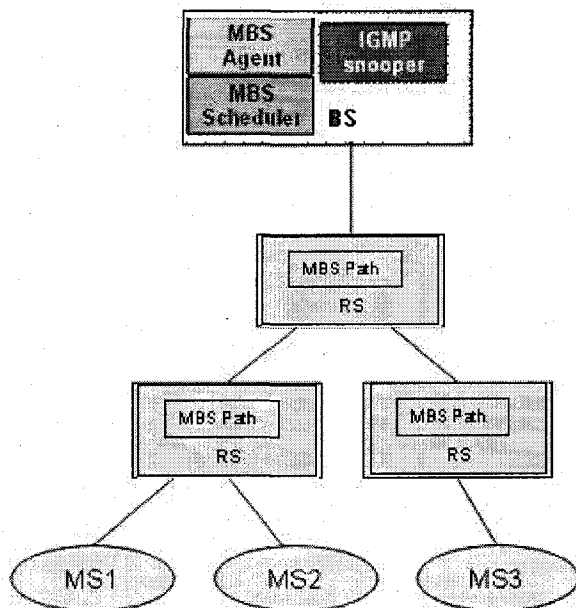 MBS
Agent
IGMP
snooper
MBS
Scheduler
BS
MBS Path
RS
MBS Path
RS
MBS Path
RS
MS1
MS2
MS3